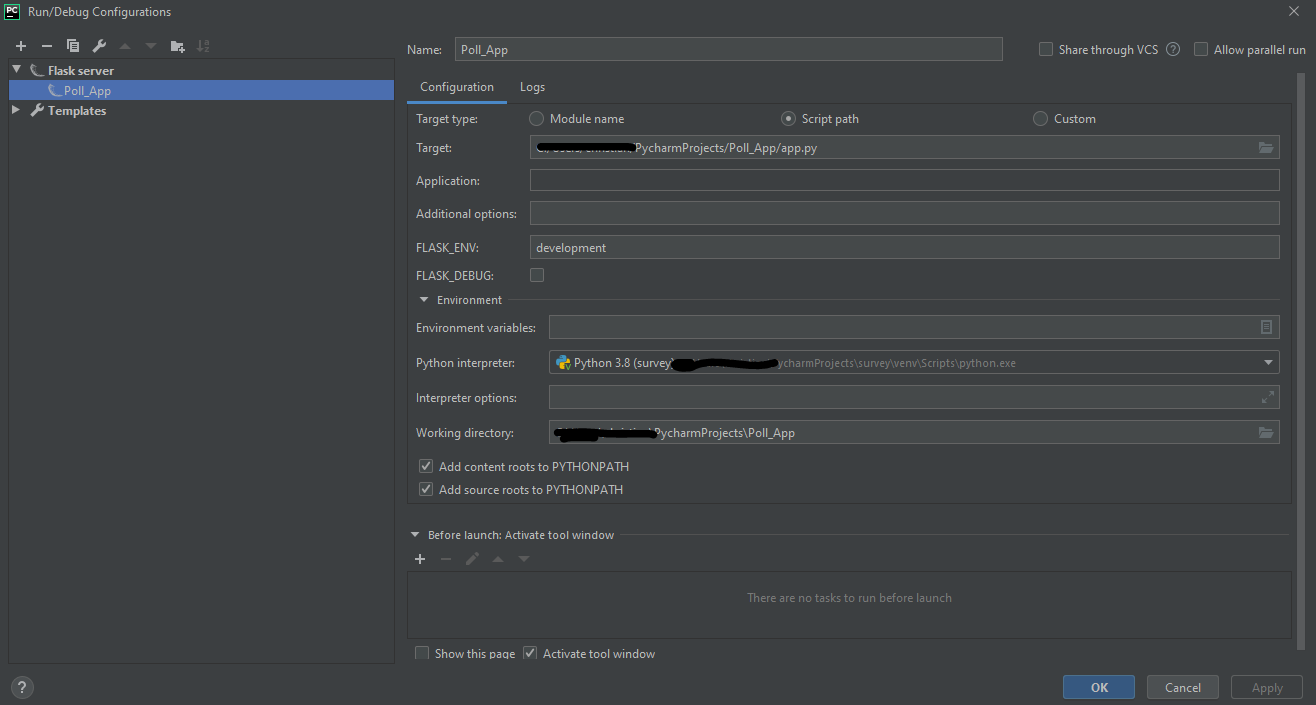 PC Run/Debug Configurations
Name: Poll_App Share through VCS ? Allow parallel run
Flask server
Poll_App
Templates
Configuration Logs
Target type: Module name Script path Custom
Target: PycharmProjects/Poll_App/app.py
Application:
Additional options:
FLASK_ENV: development
FLASK_DEBUG:
Environment
Environment variables:
Python interpreter: Python 3.8 (survey) ycharmProjects\survey\venv\Scripts\python.exe
Interpreter options:
Working directory: PycharmProjects\Poll_App
Add content roots to PYTHONPATH
Add source roots to PYTHONPATH
Before launch: Activate tool window
There are no tasks to run before launch
Show this page Activate tool window
? OK Cancel Apply